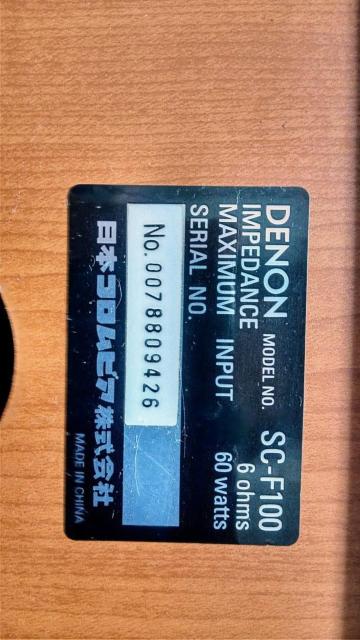 DENON MODEL NO. SC-F100
IMPEDANCE 6 ohms
MAXIMUM INPUT 60 watts
SERIAL NO.
No. 0078809426
日本コロムビア株式会社 MADE IN CHINA